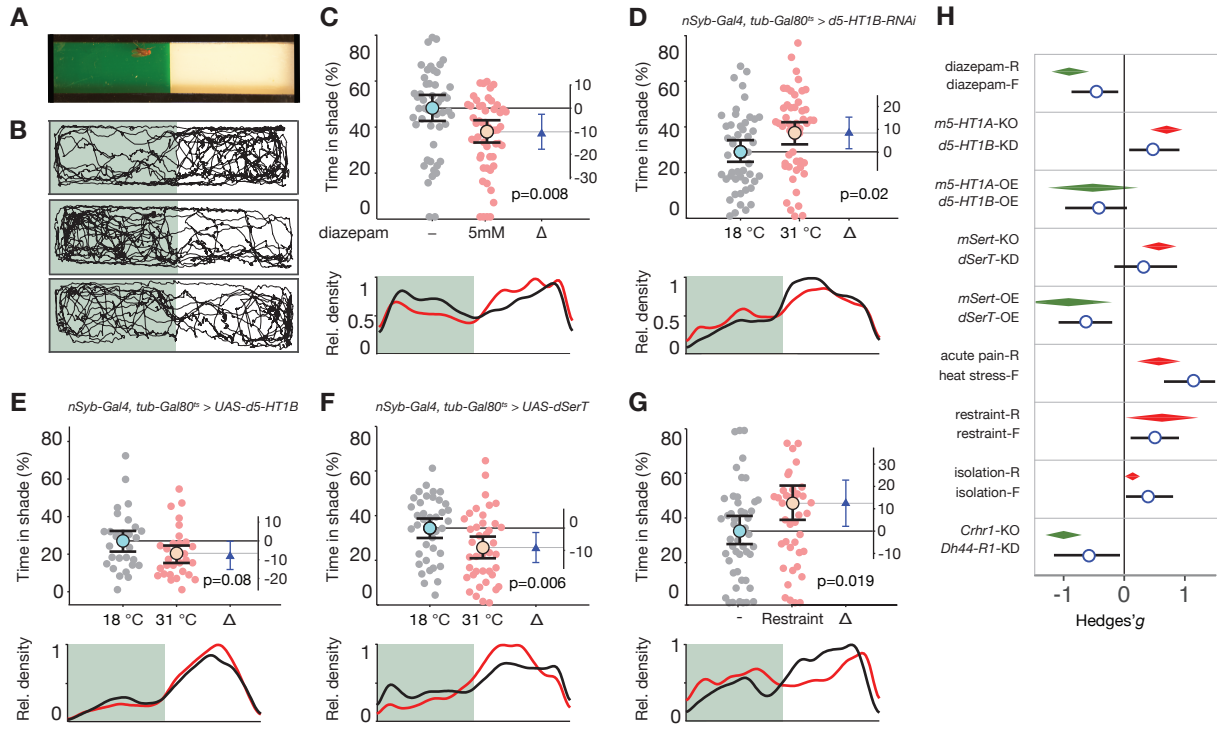 A
B
C
Time in shade (%)
80
60
40
20
0
10
0
-10
-20
-30
p=0.008
diazepam – 5mM Δ
Rel. density
1
0.5
0
D
nSyb-Gal4, tub-Gal80ts > d5-HT1B-RNAi
Time in shade (%)
80
60
40
20
0
20
10
0
p=0.02
18 °C 31 °C Δ
Rel. density
1
0.5
0
E
nSyb-Gal4, tub-Gal80ts > UAS-d5-HT1B
Time in shade (%)
80
60
40
20
0
10
0
-10
-20
p=0.08
18 °C 31 °C Δ
Rel. density
1
0
F
nSyb-Gal4, tub-Gal80ts > UAS-dSerT
Time in shade (%)
80
60
40
20
0
0
-10
p=0.006
18 °C 31 °C Δ
Rel. density
1
0
G
Time in shade (%)
80
60
40
20
0
30
20
10
0
-10
p=0.019
- Restraint Δ
Rel. density
1
0.5
0
H
diazepam-R
diazepam-F
m5-HT1A-KO
d5-HT1B-KD
m5-HT1A-OE
d5-HT1B-OE
mSert-KO
dSerT-KD
mSert-OE
dSerT-OE
acute pain-R
heat stress-F
restraint-R
restraint-F
isolation-R
isolation-F
Crhr1-KO
Dh44-R1-KD
-1 0 1
Hedges'g